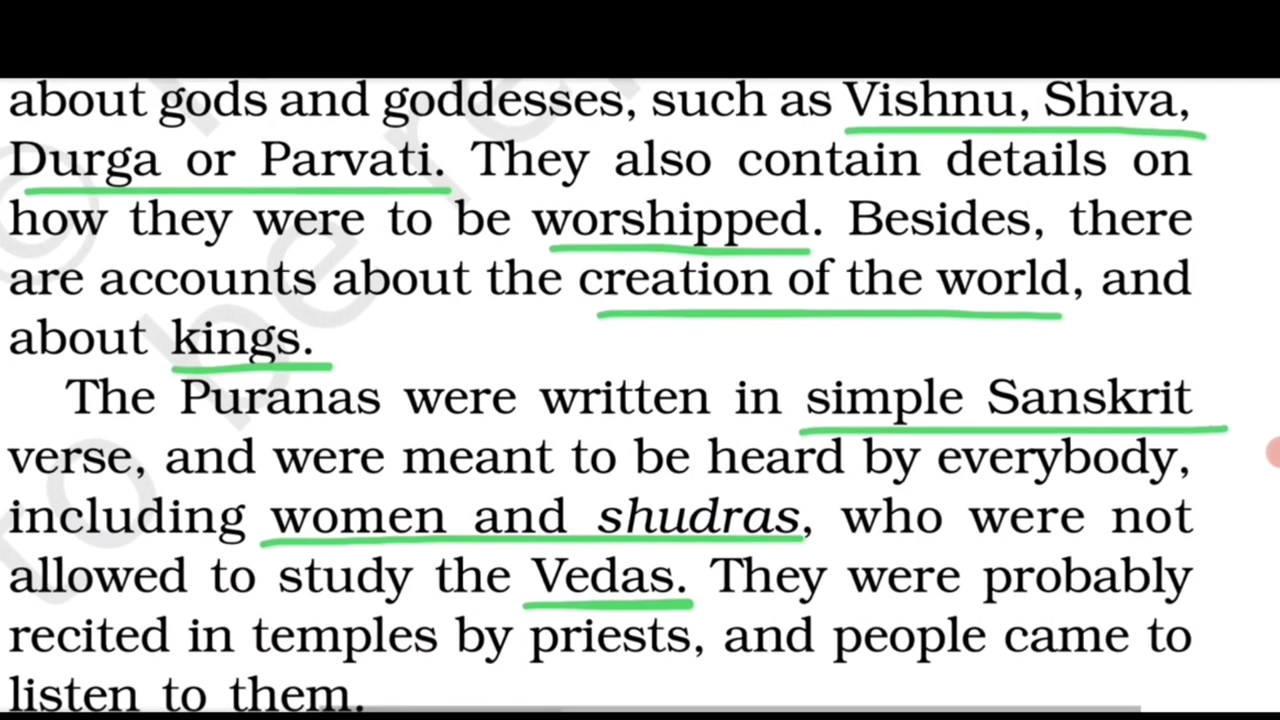 about gods and goddesses, such as Vishnu, Shiva,
Durga or Parvati. They also contain details on
how they were to be worshipped. Besides, there
are accounts about the creation of the world, and
about kings.
The Puranas were written in simple Sanskrit
verse, and were meant to be heard by everybody,
including women and shudras, who were not
allowed to study the Vedas. They were probably
recited in temples by priests, and people came to
listen to them.